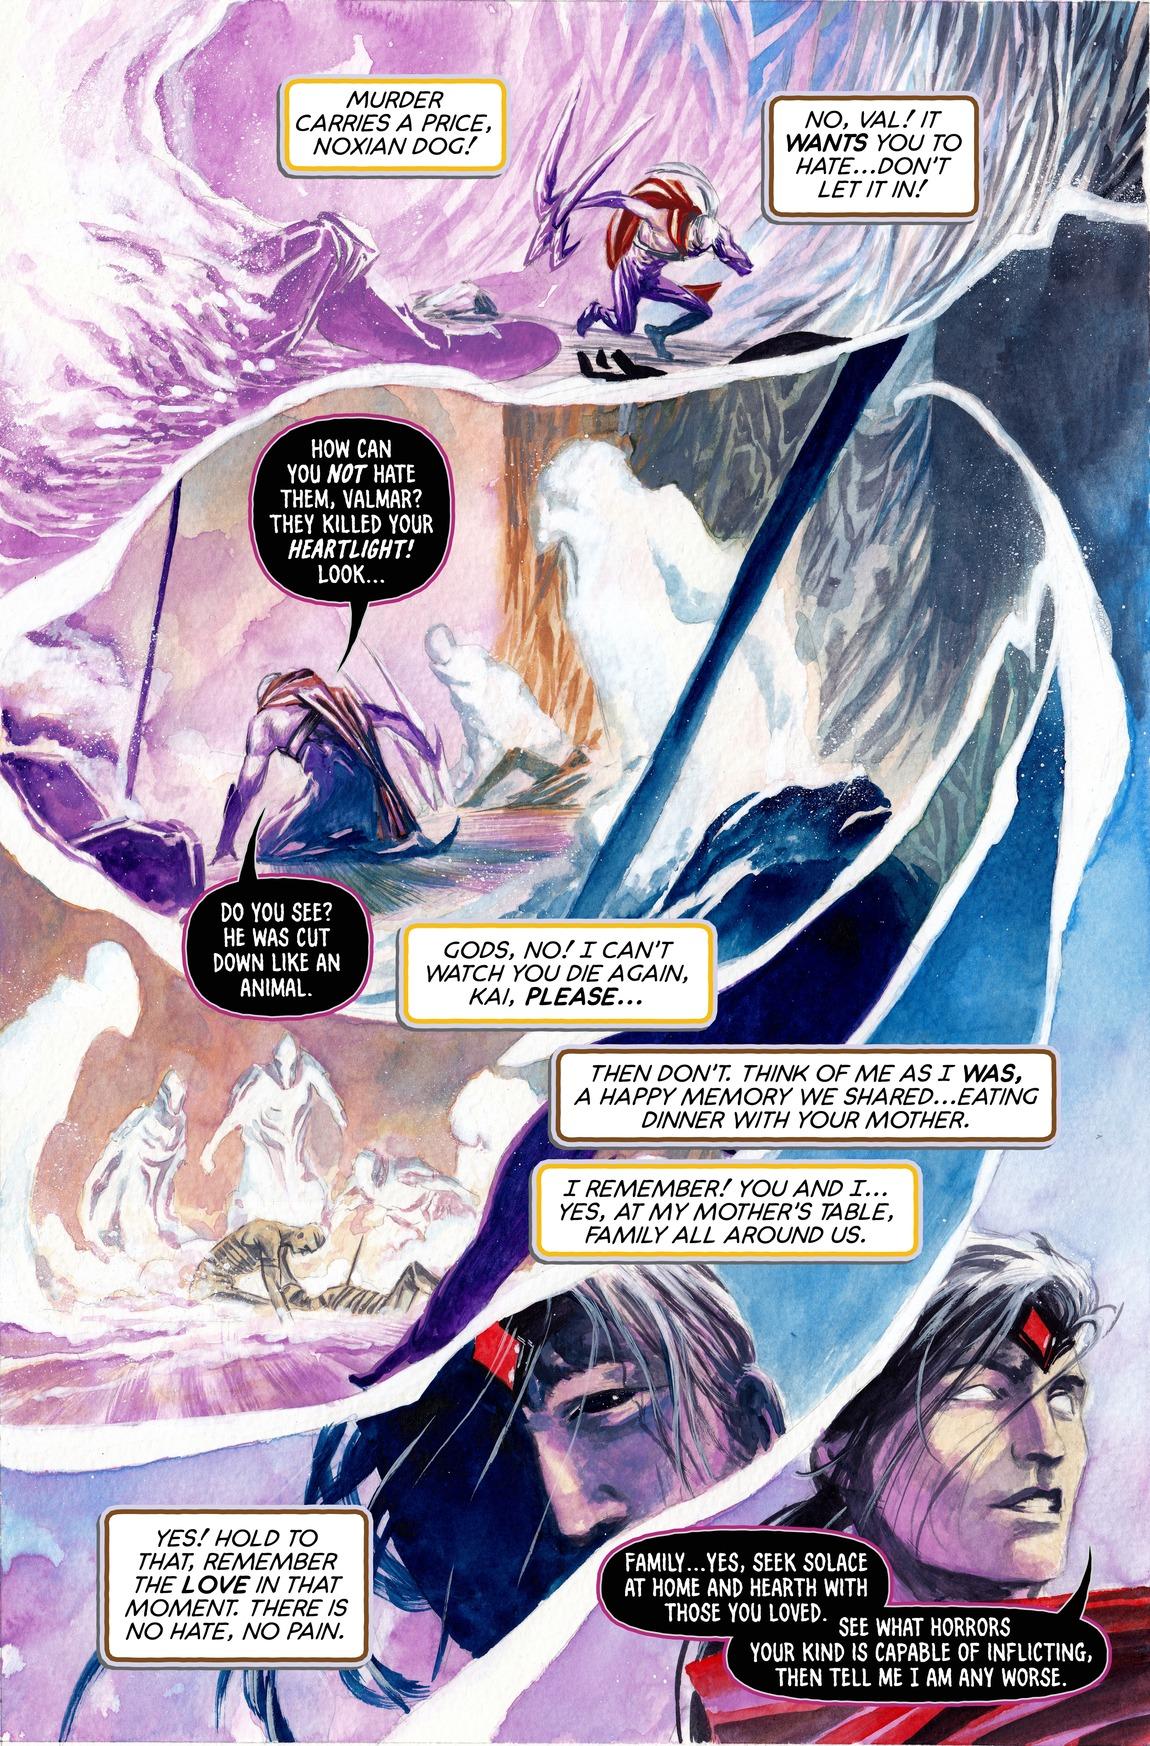 MURDER
CARRIES A PRICE,
NOXIAN DOG!
NO, VAL! IT
WANTS YOU TO
HATE...DON'T
LET IT IN!
HOW CAN
YOU NOT HATE
THEM, VALMAR?
THEY KILLED YOUR
HEARTLIGHT!
LOOK...
DO YOU SEE?
HE WAS CUT
DOWN LIKE AN
ANIMAL.
GODS, NO! I CAN'T
WATCH YOU DIE AGAIN,
KAI, PLEASE...
THEN DON'T. THINK OF ME AS I WAS,
A HAPPY MEMORY WE SHARED...EATING
DINNER WITH YOUR MOTHER.
I REMEMBER! YOU AND I...
YES, AT MY MOTHER'S TABLE,
FAMILY ALL AROUND US.
YES! HOLD TO
THAT, REMEMBER
THE LOVE IN THAT
MOMENT. THERE IS
NO HATE, NO PAIN.
FAMILY...YES, SEEK SOLACE
AT HOME AND HEARTH WITH
THOSE YOU LOVED.
SEE WHAT HORRORS
YOUR KIND IS CAPABLE OF INFLICTING,
THEN TELL ME I AM ANY WORSE.